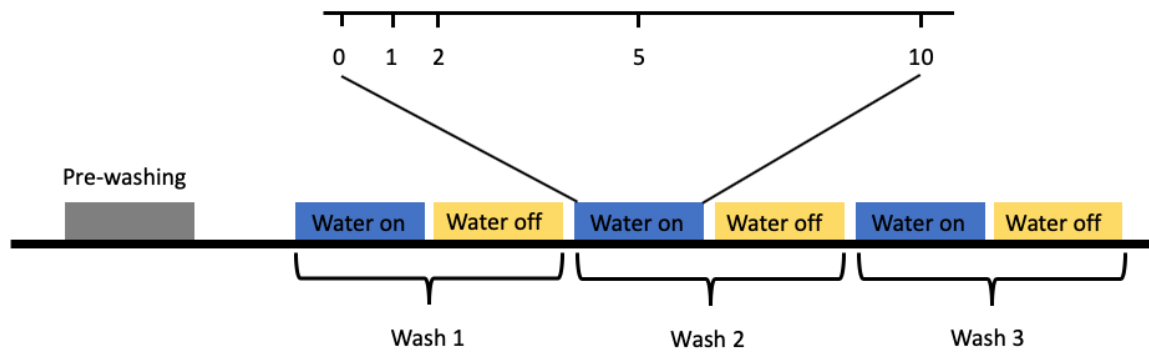 0 1 2 5 10
Pre-washing
Water on Water off Water on Water off Water on Water off
Wash 1 Wash 2 Wash 3